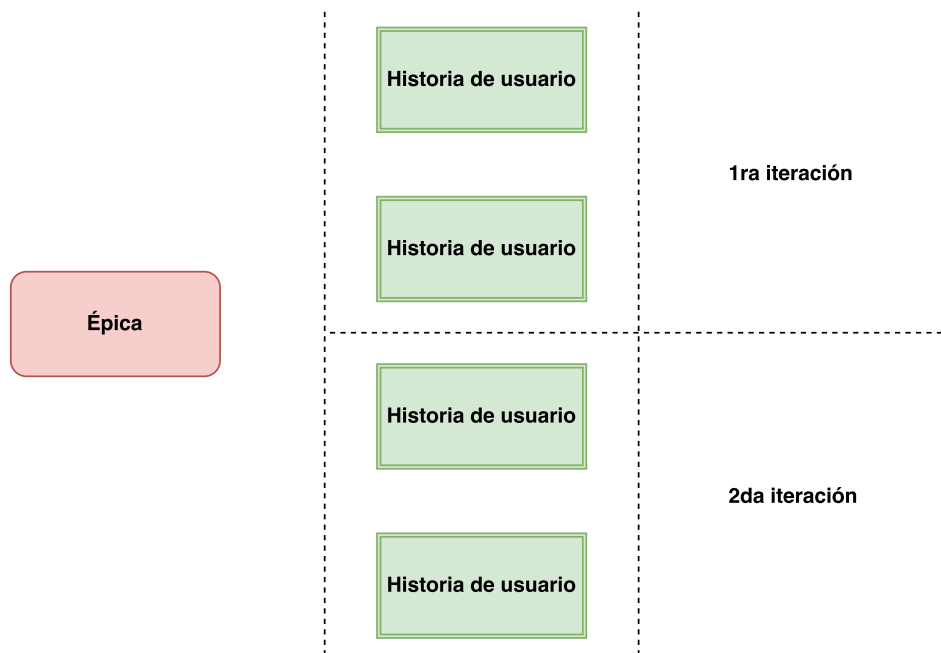 Historia de usuario
1ra iteración
Historia de usuario
Épica
Historia de usuario
2da iteración
Historia de usuario